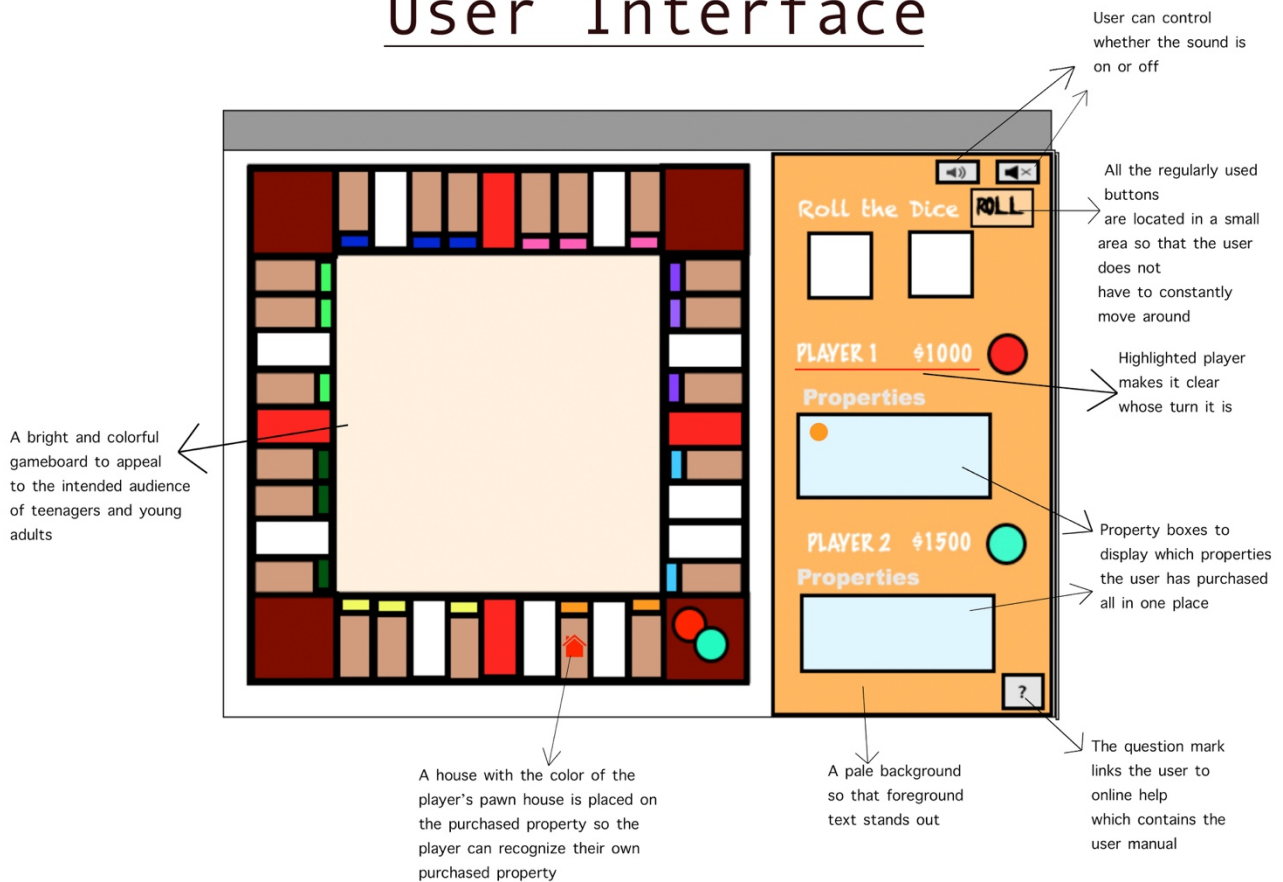 User Interface
User can control
whether the sound is
on or off
All the regularly used
buttons
are located in a small
area so that the user
does not
have to constantly
move around
Roll the Dice
ROLL
PLAYER 1 $1000
Highlighted player
makes it clear
whose turn it is
Properties
A bright and colorful
gameboard to appeal
to the intended audience
of teenagers and young
adults
PLAYER 2 $1500
Properties
Property boxes to
display which properties
the user has purchased
all in one place
?
A house with the color of the
player's pawn house is placed on
the purchased property so the
player can recognize their own
purchased property
A pale background
so that foreground
text stands out
The question mark
links the user to
online help
which contains the
user manual